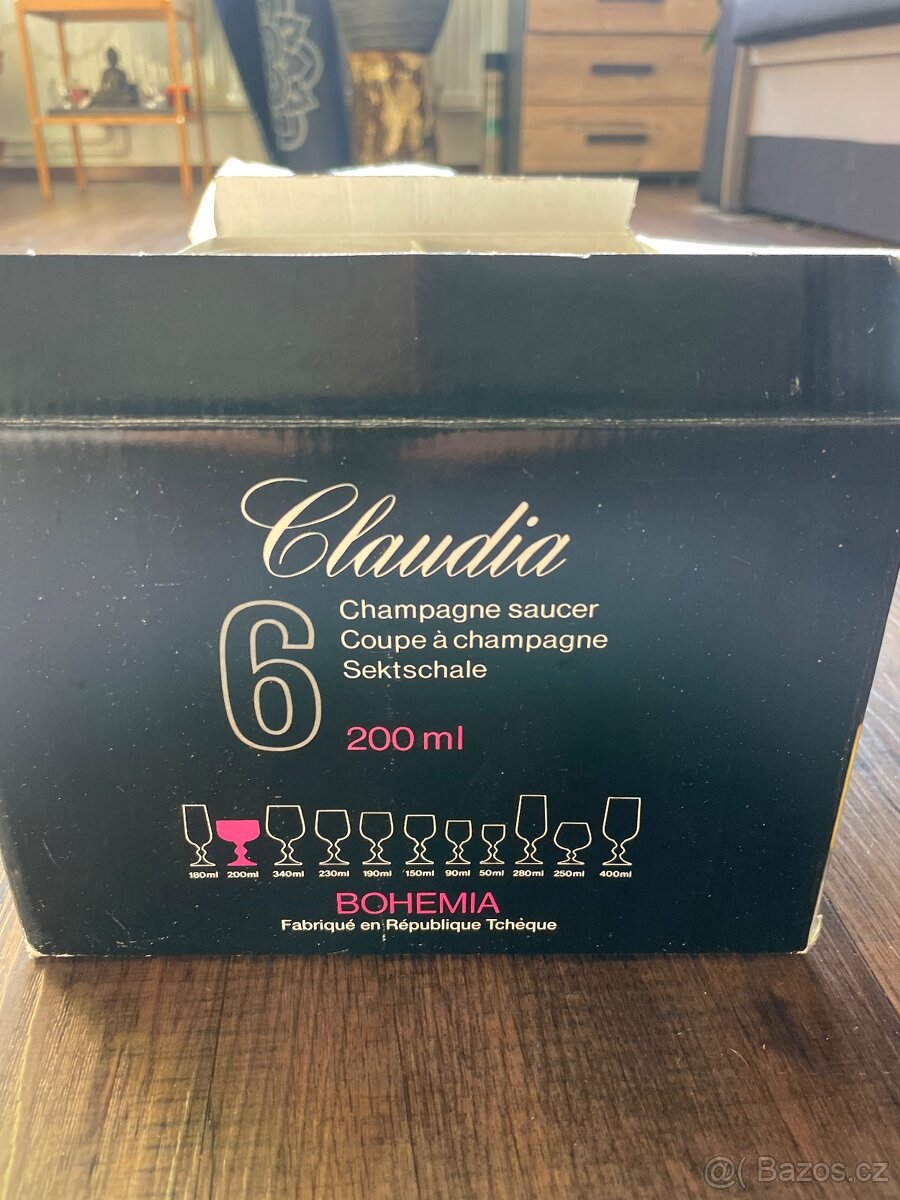 Claudia
6
Champagne saucer
Coupe à champagne
Sektschale
200 ml
180ml 200ml 340ml 230ml 190ml 150ml 90ml 50ml 280ml 250ml 400ml
BOHEMIA
Fabriqué en République Tchèque
@( Bazos.cz